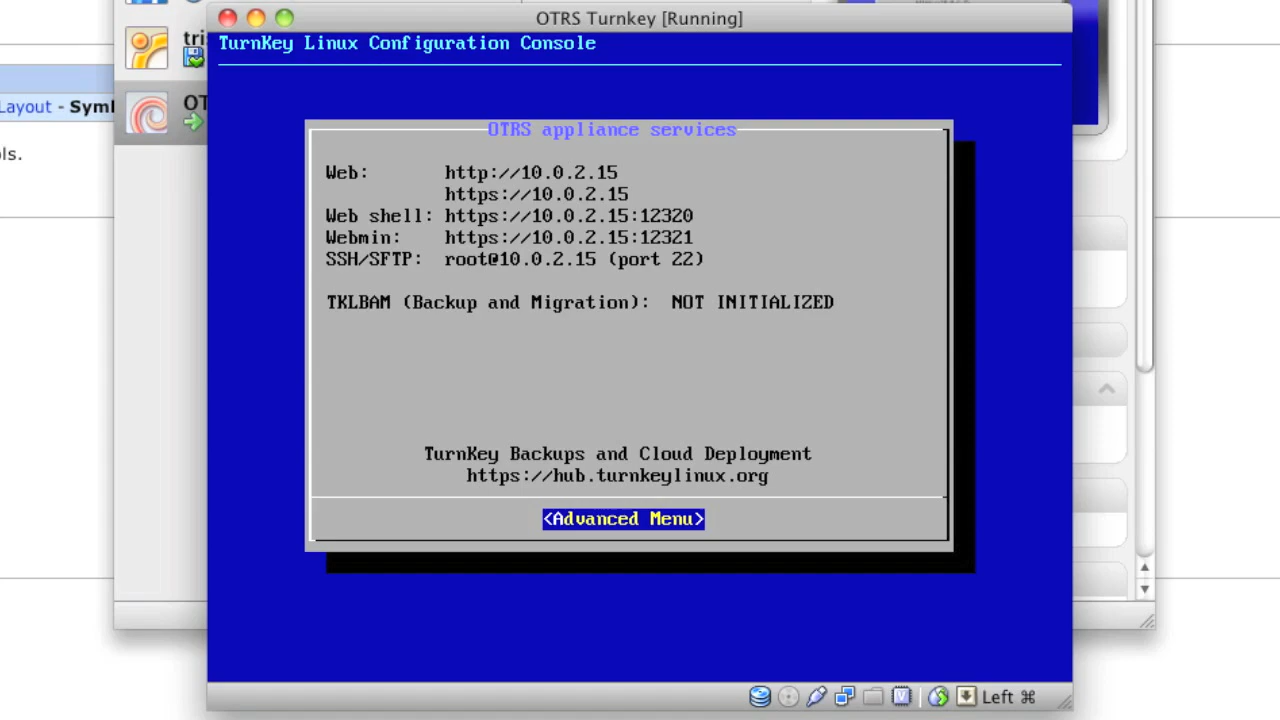 OTRS Turnkey [Running]
TurnKey Linux Configuration Console
tri
Layout - Syml
OT
ls.
OTRS appliance services
Web: http://10.0.2.15
https://10.0.2.15
Web shell: https://10.0.2.15:12320
Webmin: https://10.0.2.15:12321
SSH/SFTP: root@10.0.2.15 (port 22)
TKLBAM (Backup and Migration): NOT INITIALIZED
TurnKey Backups and Cloud Deployment
https://hub.turnkeylinux.org
<Advanced Menu>
Left ⌘